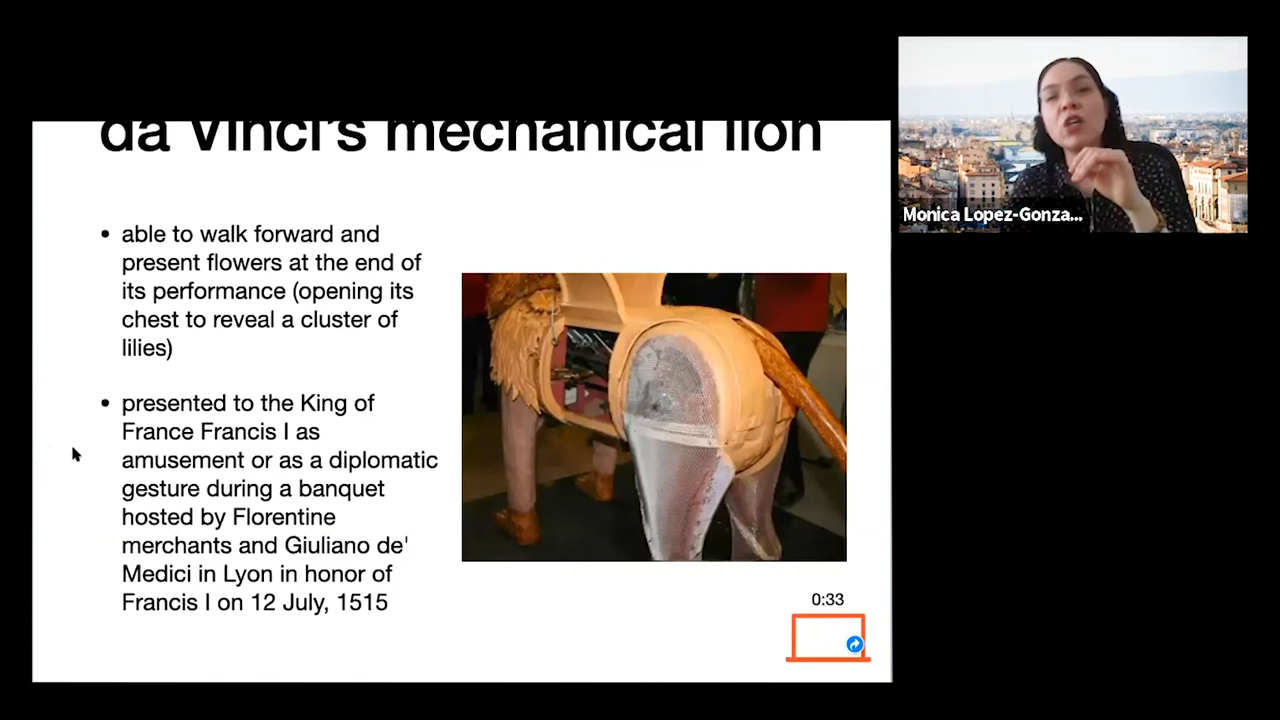 da Vinci's mechanical lion
• able to walk forward and
present flowers at the end of
its performance (opening its
chest to reveal a cluster of
lilies)
• presented to the King of
France Francis I as
amusement or as a diplomatic
gesture during a banquet
hosted by Florentine
merchants and Giuliano de'
Medici in Lyon in honor of
Francis I on 12 July, 1515
0:33
Monica Lopez-Gonza...